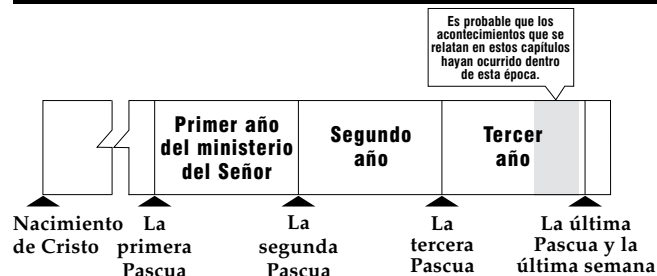 Es probable que los
acontecimientos que se
relatan en estos capítulos
hayan ocurrido dentro
de esta época.
Primer año
del ministerio
del Señor
Segundo
año
Tercer
año
Nacimiento
de Cristo
La
primera
Pascua
La
segunda
Pascua
La
tercera
Pascua
La última
Pascua y la
última semana